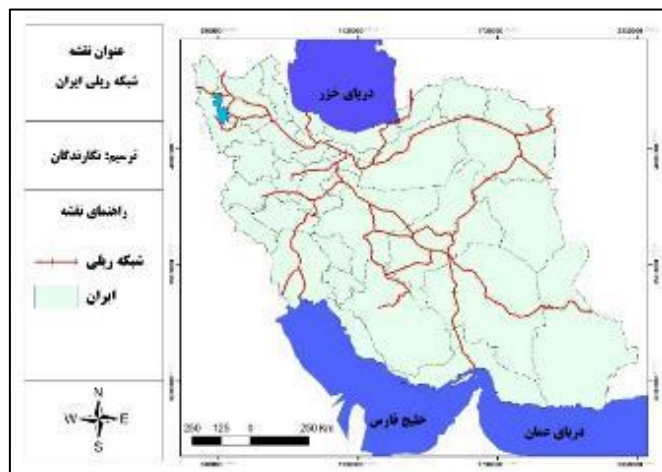 عنوان نقشه
شبکه ریلی ایران
ترسیم: نگارندگان
راهنمای نقشه
شبکه ریلی
ایران
N
W E
S
دریای خزر
خلیج فارس
دریای عمان
250 125 0 250 Km